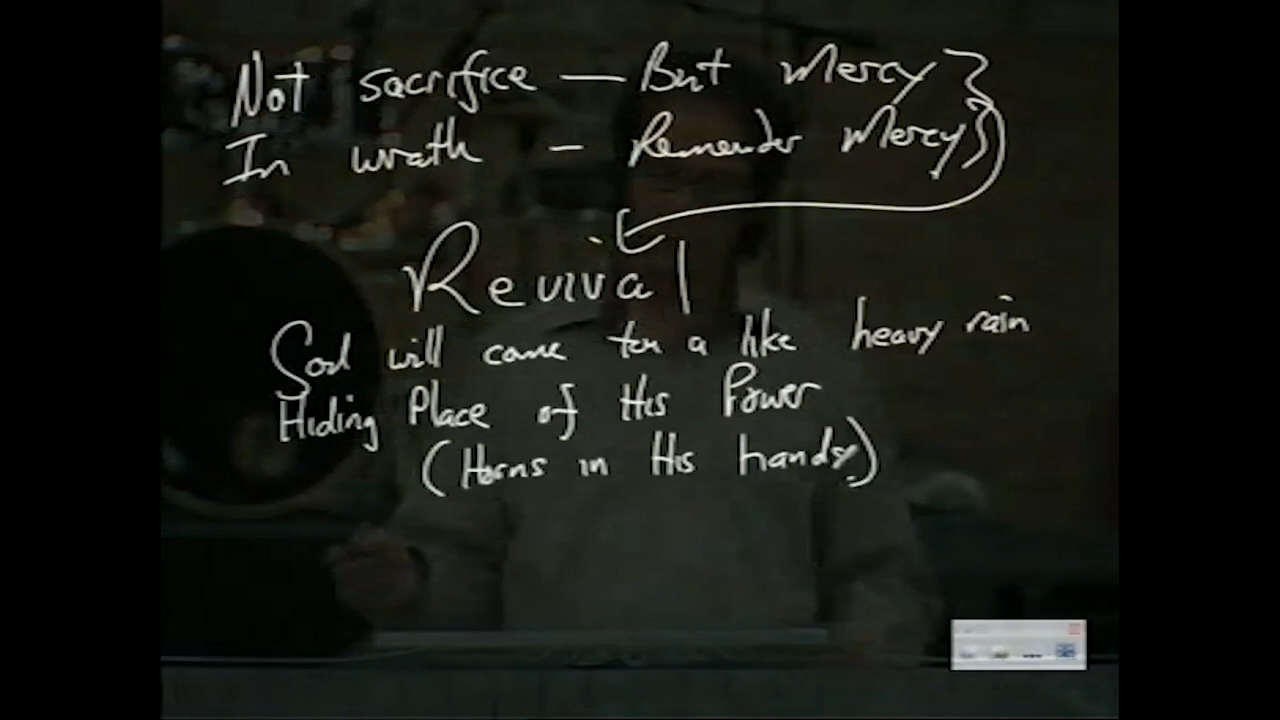 Not sacrifice — But Mercy }
In wrath – Remember Mercy }
Revival
God will come to a like heavy rain
Hiding Place of His Power
(Horns in His hands)